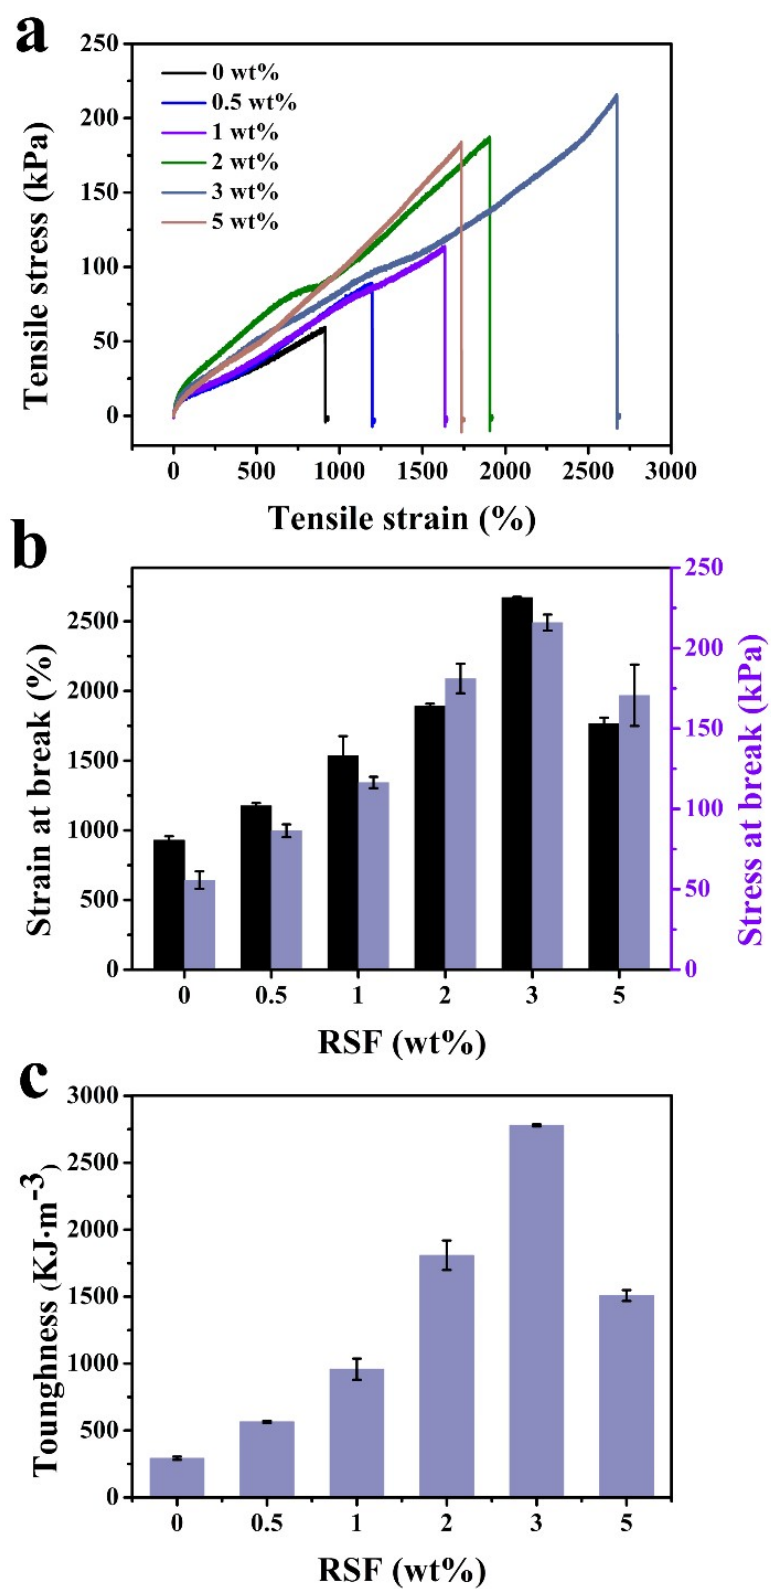 a
250
200
150
100
50
0
0 wt%
0.5 wt%
1 wt%
2 wt%
3 wt%
5 wt%
Tensile stress (kPa)
0 500 1000 1500 2000 2500 3000
Tensile strain (%)
b
2500
2000
1500
1000
500
0
Strain at break (%)
250
200
150
100
50
0
Stress at break (kPa)
0 0.5 1 2 3 5
RSF (wt%)
c
3000
2500
2000
1500
1000
500
0
Tounghness (KJ·m⁻³)
0 0.5 1 2 3 5
RSF (wt%)